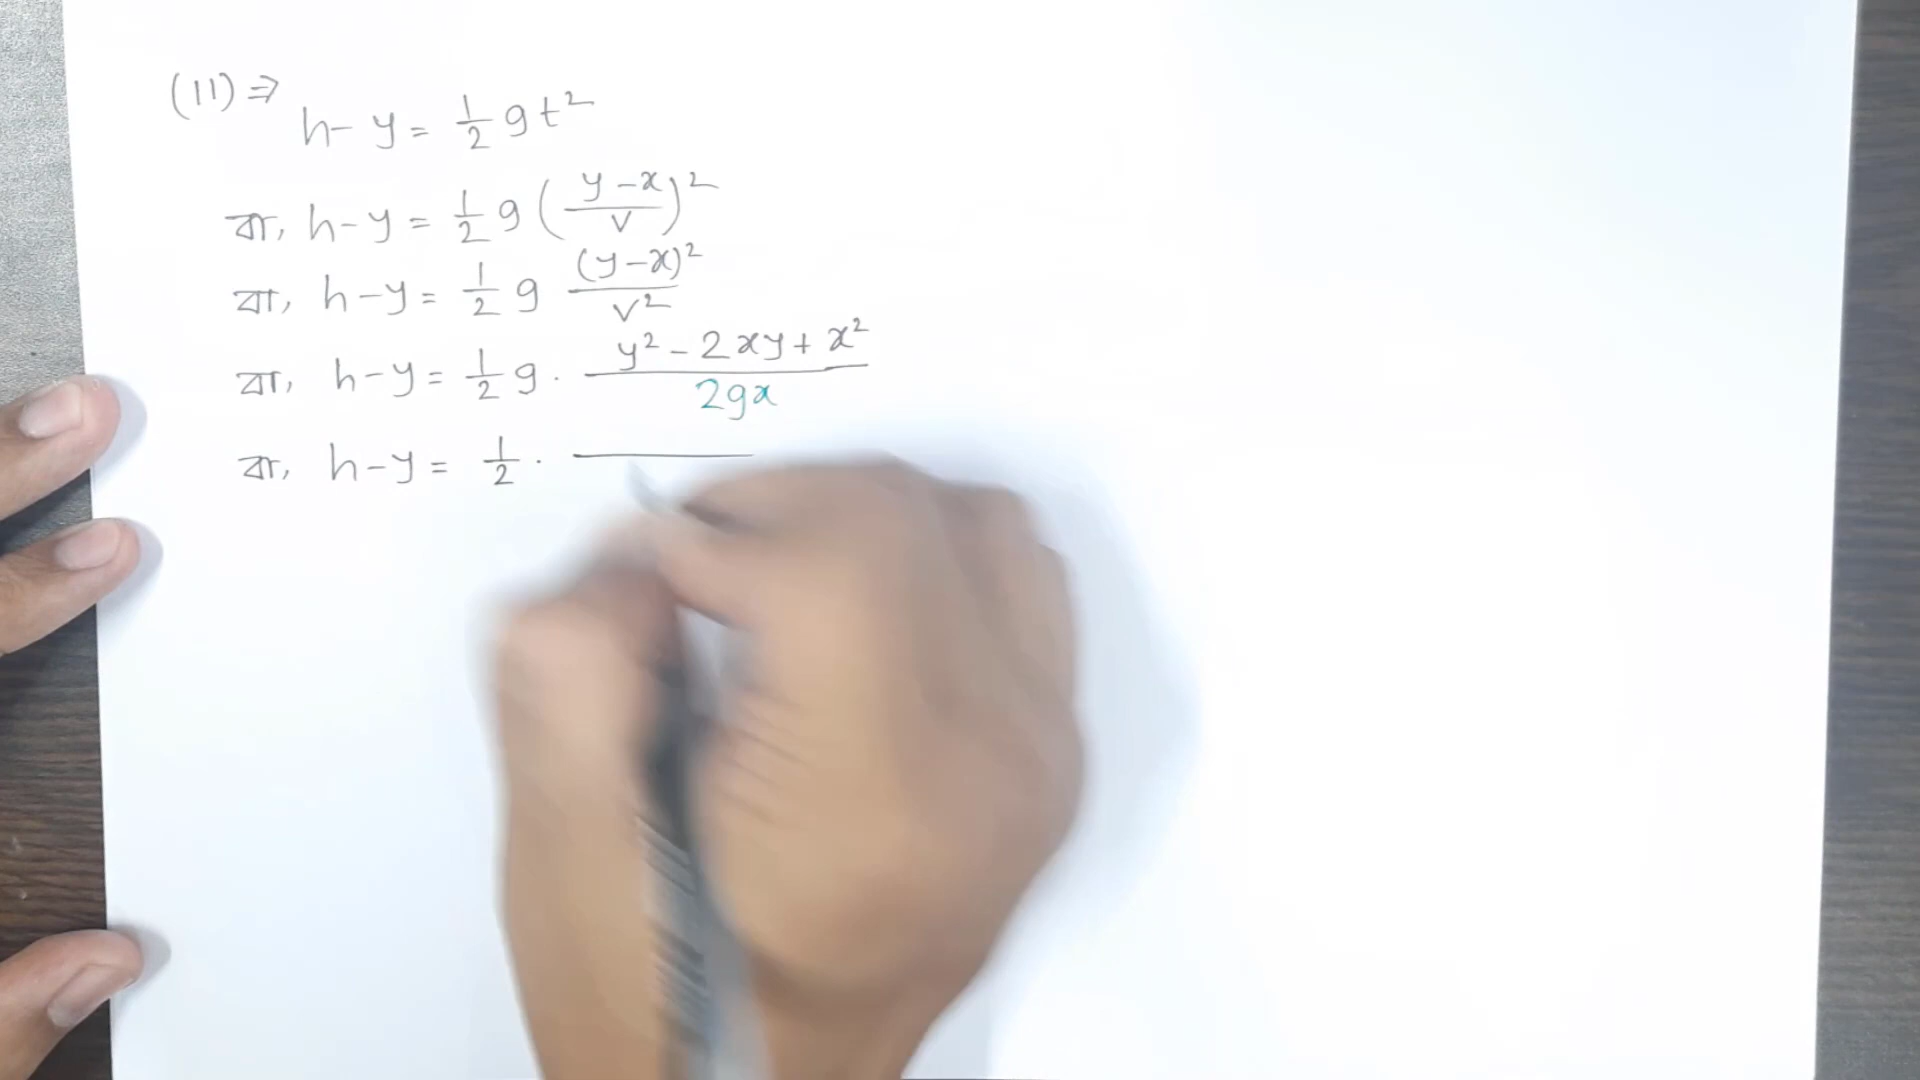 (11) ⇒
h - y = 1/2 g t²
বা, h - y = 1/2 g ((y - x)/v)²
বা, h - y = 1/2 g (y - x)²/v²
বা, h - y = 1/2 g · (y² - 2xy + x²)/2gx
বা, h - y = 1/2 ·